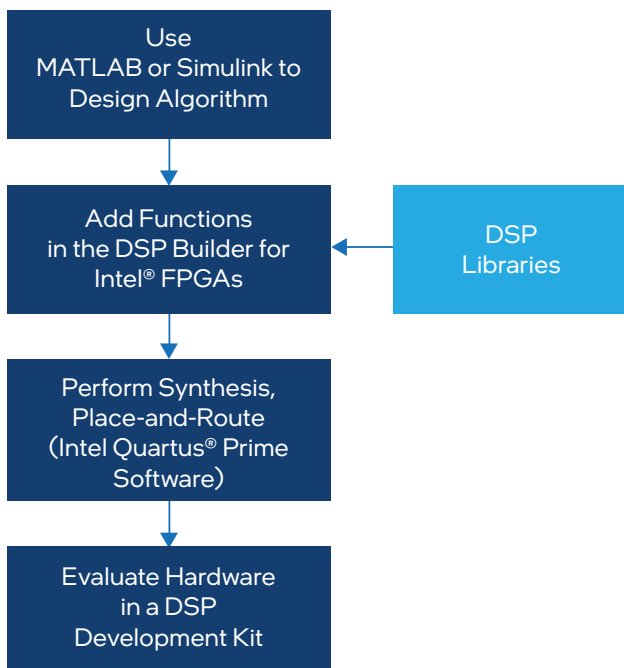 Use
MATLAB or Simulink to
Design Algorithm
Add Functions
in the DSP Builder for
Intel® FPGAs
DSP
Libraries
Perform Synthesis,
Place-and-Route
(Intel Quartus® Prime
Software)
Evaluate Hardware
in a DSP
Development Kit